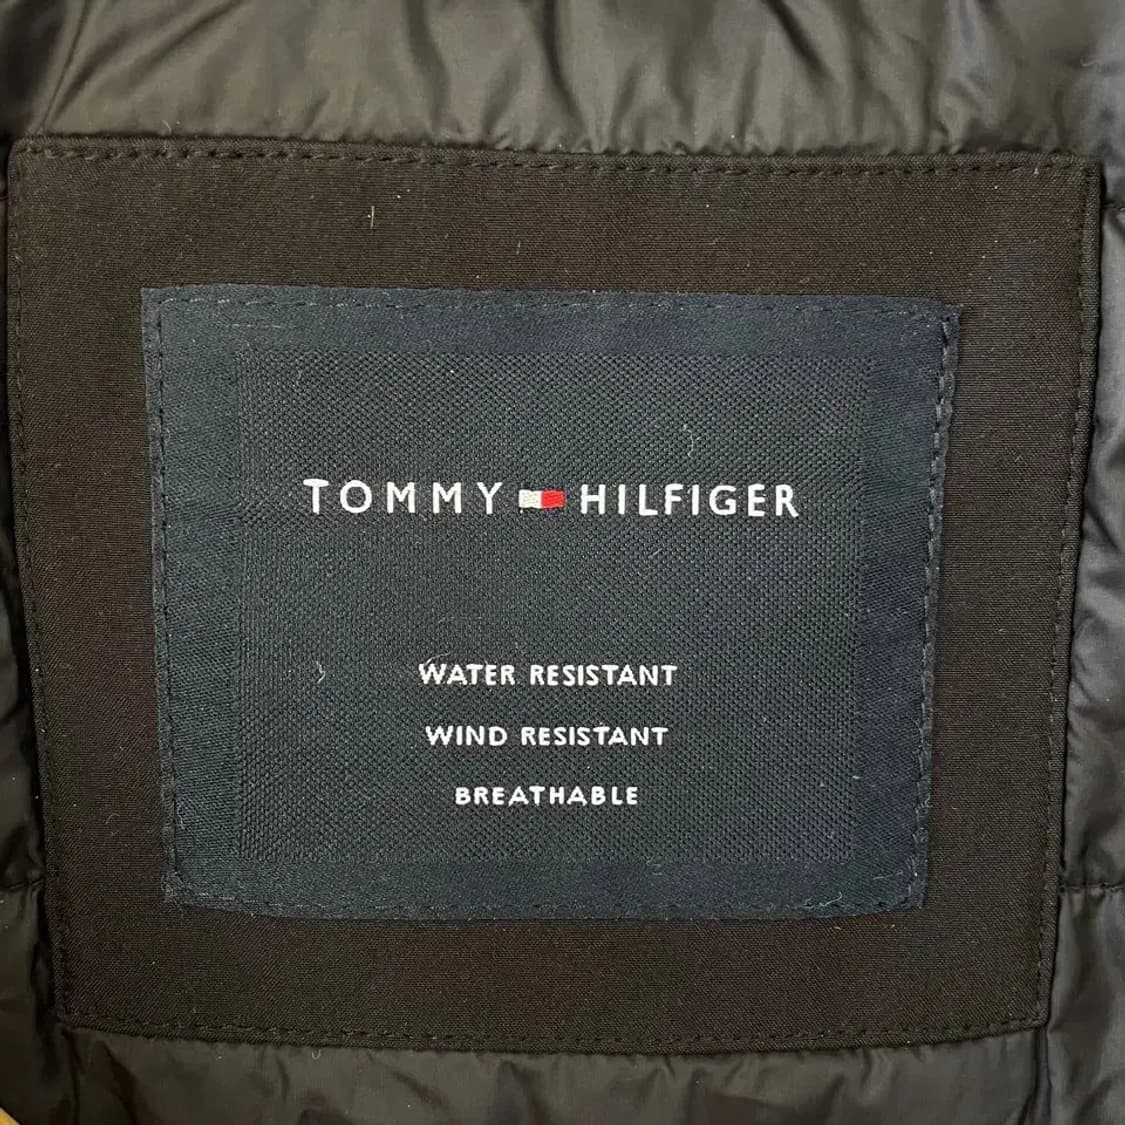 TOMMY HILFIGER
WATER RESISTANT
WIND RESISTANT
BREATHABLE